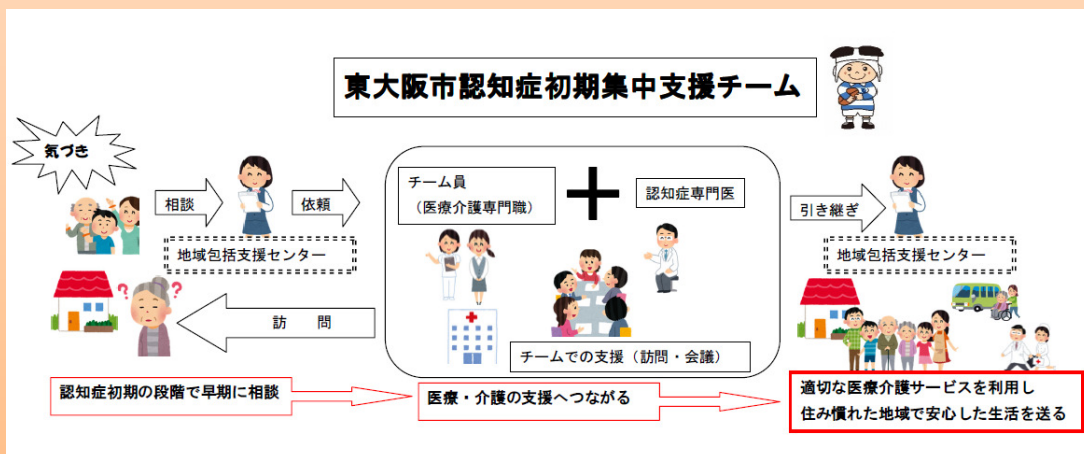 東大阪市認知症初期集中支援チーム
気づき
相談
依頼
地域包括支援センター
訪　問
チーム員
（医療介護専門職）
認知症専門医
チームでの支援（訪問・会議）
引き継ぎ
地域包括支援センター
認知症初期の段階で早期に相談
医療・介護の支援へつながる
適切な医療介護サービスを利用し
住み慣れた地域で安心した生活を送る